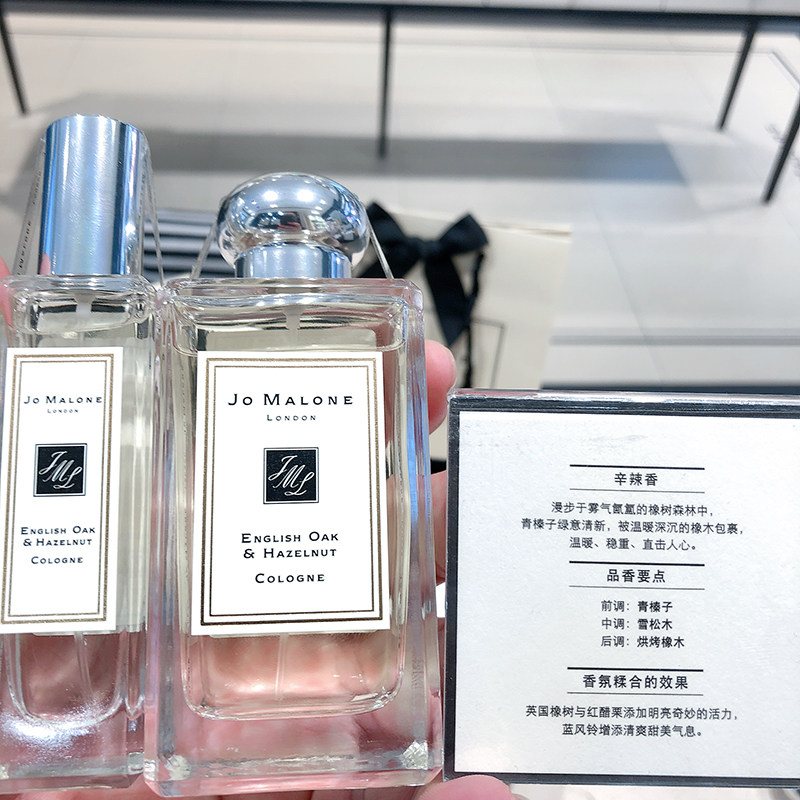 JO MALONE
LONDON
JML
ENGLISH OAK
& HAZELNUT
COLOGNE
JO MALONE
LONDON
JML
ENGLISH OAK
& HAZELNUT
COLOGNE
辛辣香
漫步于雾气氤氲的橡树森林中，
青榛子绿意清新，被温暖深沉的橡木包裹，
温暖、稳重、直击人心。
品香要点
前调：青榛子
中调：雪松木
后调：烘烤橡木
香氛糅合的效果
英国橡树与红醋栗添加明亮奇妙的活力，
蓝风铃增添清爽甜美气息。